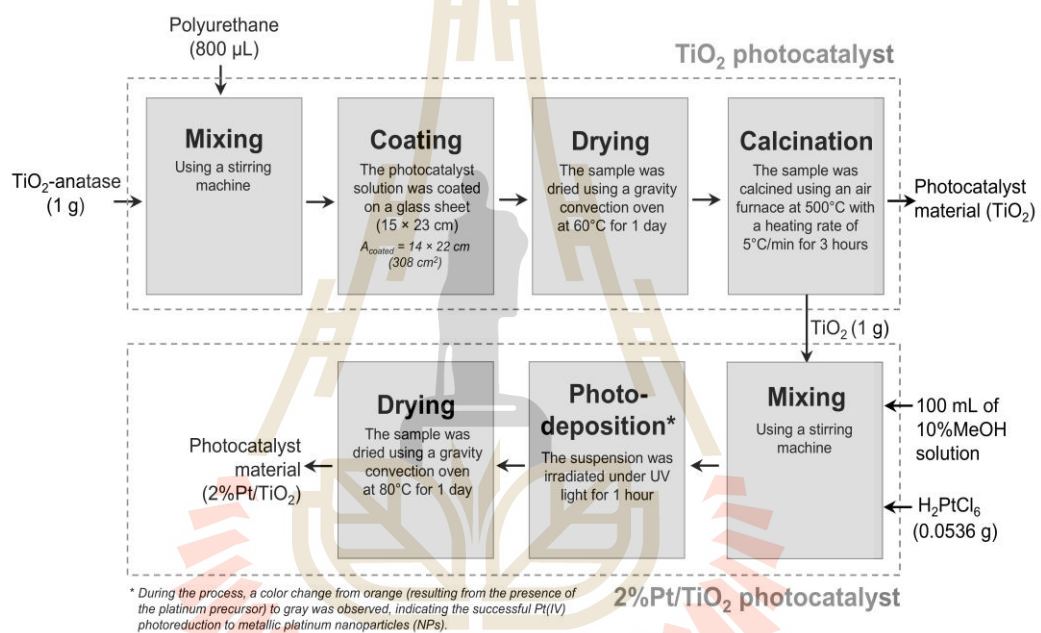 Polyurethane
(800 µL)
TiO₂ photocatalyst
TiO₂-anatase
(1 g)
Mixing
Using a stirring
machine
Coating
The photocatalyst
solution was coated
on a glass sheet
(15 × 23 cm)
A_coated = 14 × 22 cm
(308 cm²)
Drying
The sample was
dried using a gravity
convection oven
at 60°C for 1 day
Calcination
The sample was
calcined using an air
furnace at 500°C with
a heating rate of
5°C/min for 3 hours
Photocatalyst
material (TiO₂)
TiO₂ (1 g)
Mixing
Using a stirring
machine
100 mL of
10%MeOH
solution
H₂PtCl₆
(0.0536 g)
Photo-
deposition*
The suspension was
irradiated under UV
light for 1 hour
Drying
The sample was
dried using a gravity
convection oven
at 80°C for 1 day
Photocatalyst
material
(2%Pt/TiO₂)
2%Pt/TiO₂ photocatalyst
* During the process, a color change from orange (resulting from the presence of
the platinum precursor) to gray was observed, indicating the successful Pt(IV)
photoreduction to metallic platinum nanoparticles (NPs).